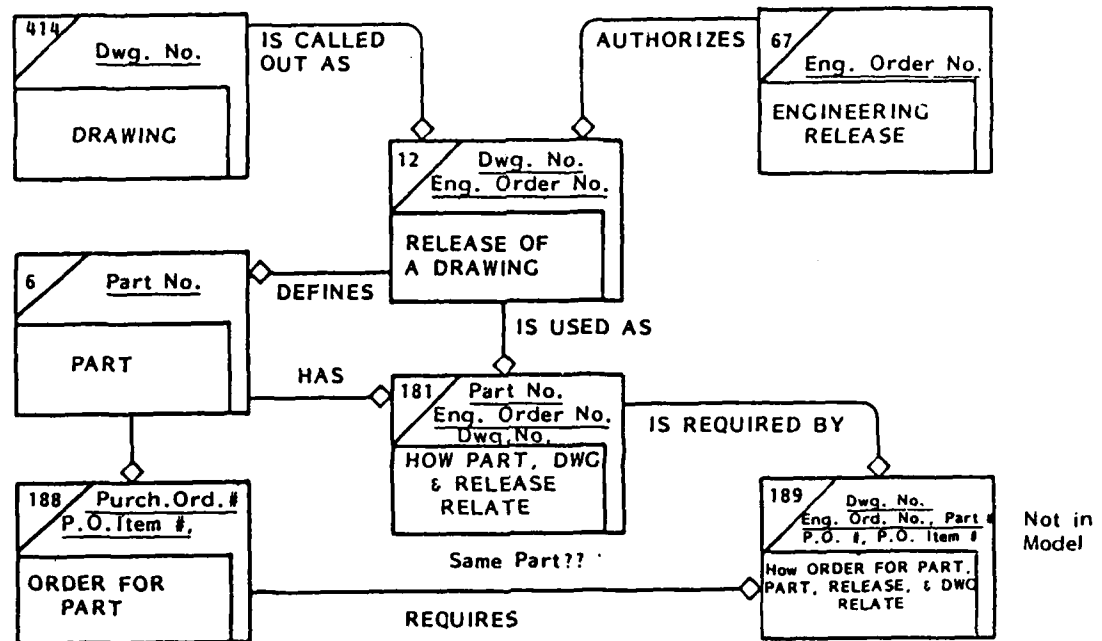 414
Dwg. No.
DRAWING
IS CALLED
OUT AS
AUTHORIZES
67
Eng. Order No.
ENGINEERING
RELEASE
12
Dwg. No.
Eng. Order No.
RELEASE OF
A DRAWING
6
Part No.
PART
DEFINES
IS USED AS
HAS
181
Part No.
Eng. Order No.
Dwg.No.
HOW PART, DWG
& RELEASE
RELATE
IS REQUIRED BY
188
Purch.Ord.#
P.O.Item #,
ORDER FOR
PART
Same Part??
REQUIRES
189
Dwg. No.
Eng. Ord. No., Part #
P.O. #, P.O. Item #
How ORDER FOR PART,
PART, RELEASE, & DWG
RELATE
Not in
Model